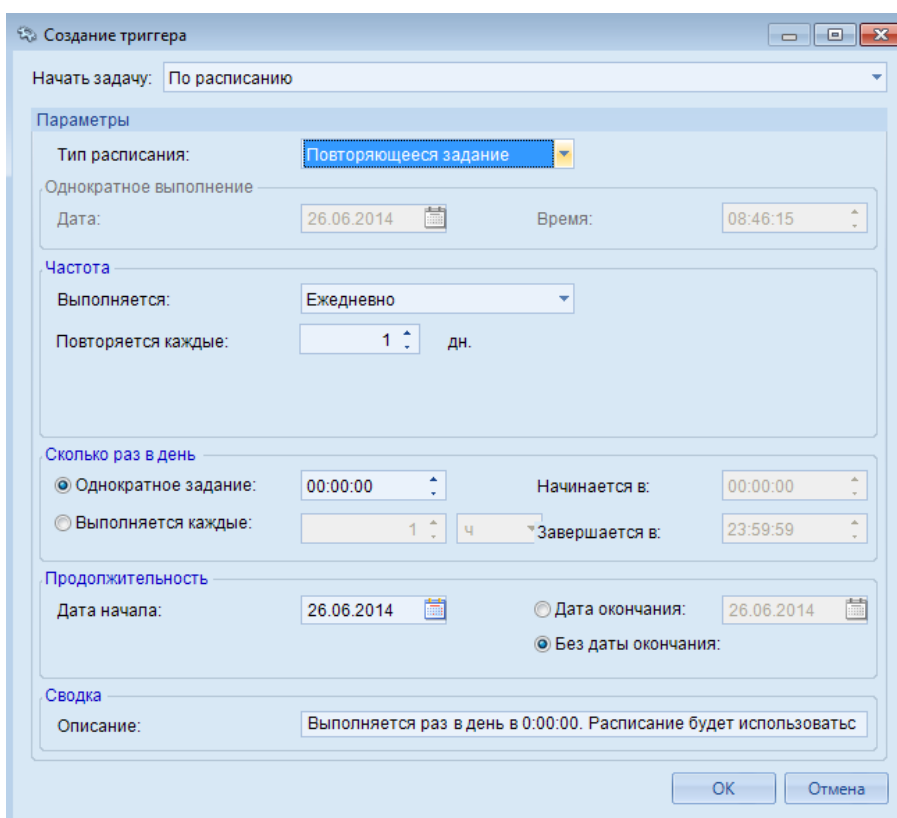 Создание триггера
Начать задачу: По расписанию
Параметры
Тип расписания: Повторяющееся задание
Однократное выполнение
Дата: 26.06.2014 Время: 08:46:15
Частота
Выполняется: Ежедневно
Повторяется каждые: 1 дн.
Сколько раз в день
Однократное задание: 00:00:00 Начинается в: 00:00:00
Выполняется каждые: 1 ч Завершается в: 23:59:59
Продолжительность
Дата начала: 26.06.2014 Дата окончания: 26.06.2014
Без даты окончания:
Сводка
Описание: Выполняется раз в день в 0:00:00. Расписание будет использоватьс
OK Отмена